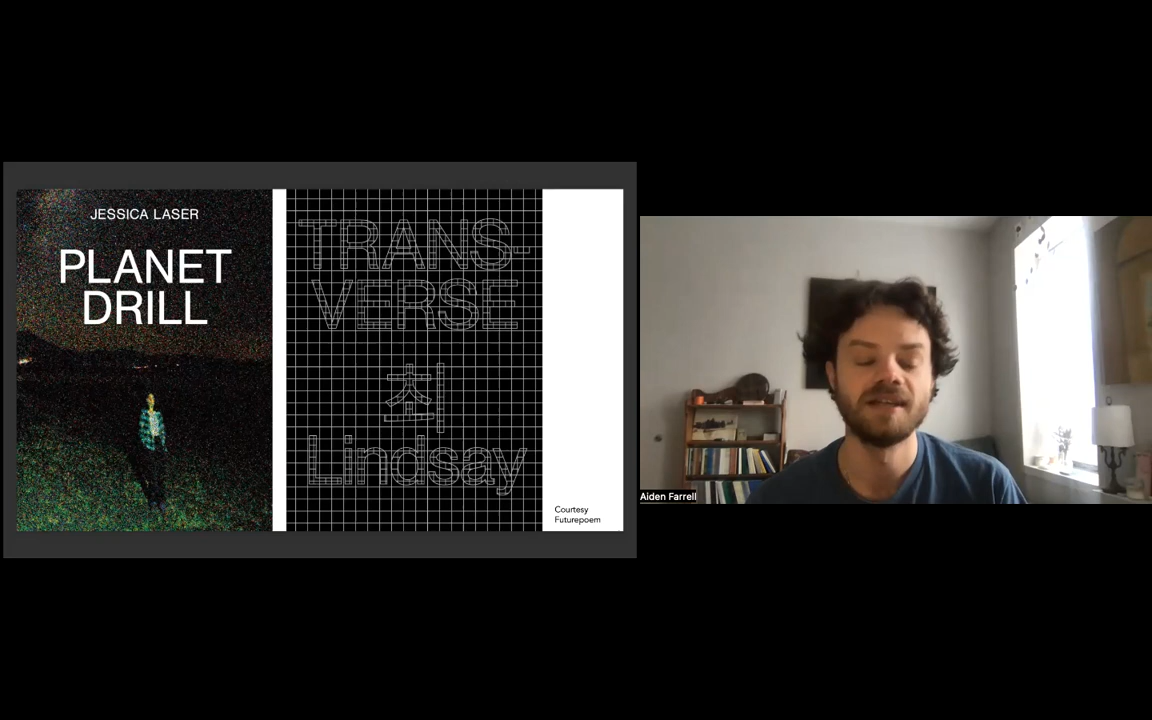 JESSICA LASER
PLANET
DRILL
TRANS-
VERSE
최
Lindsay
Courtesy
Futurepoem
Aiden Farrell